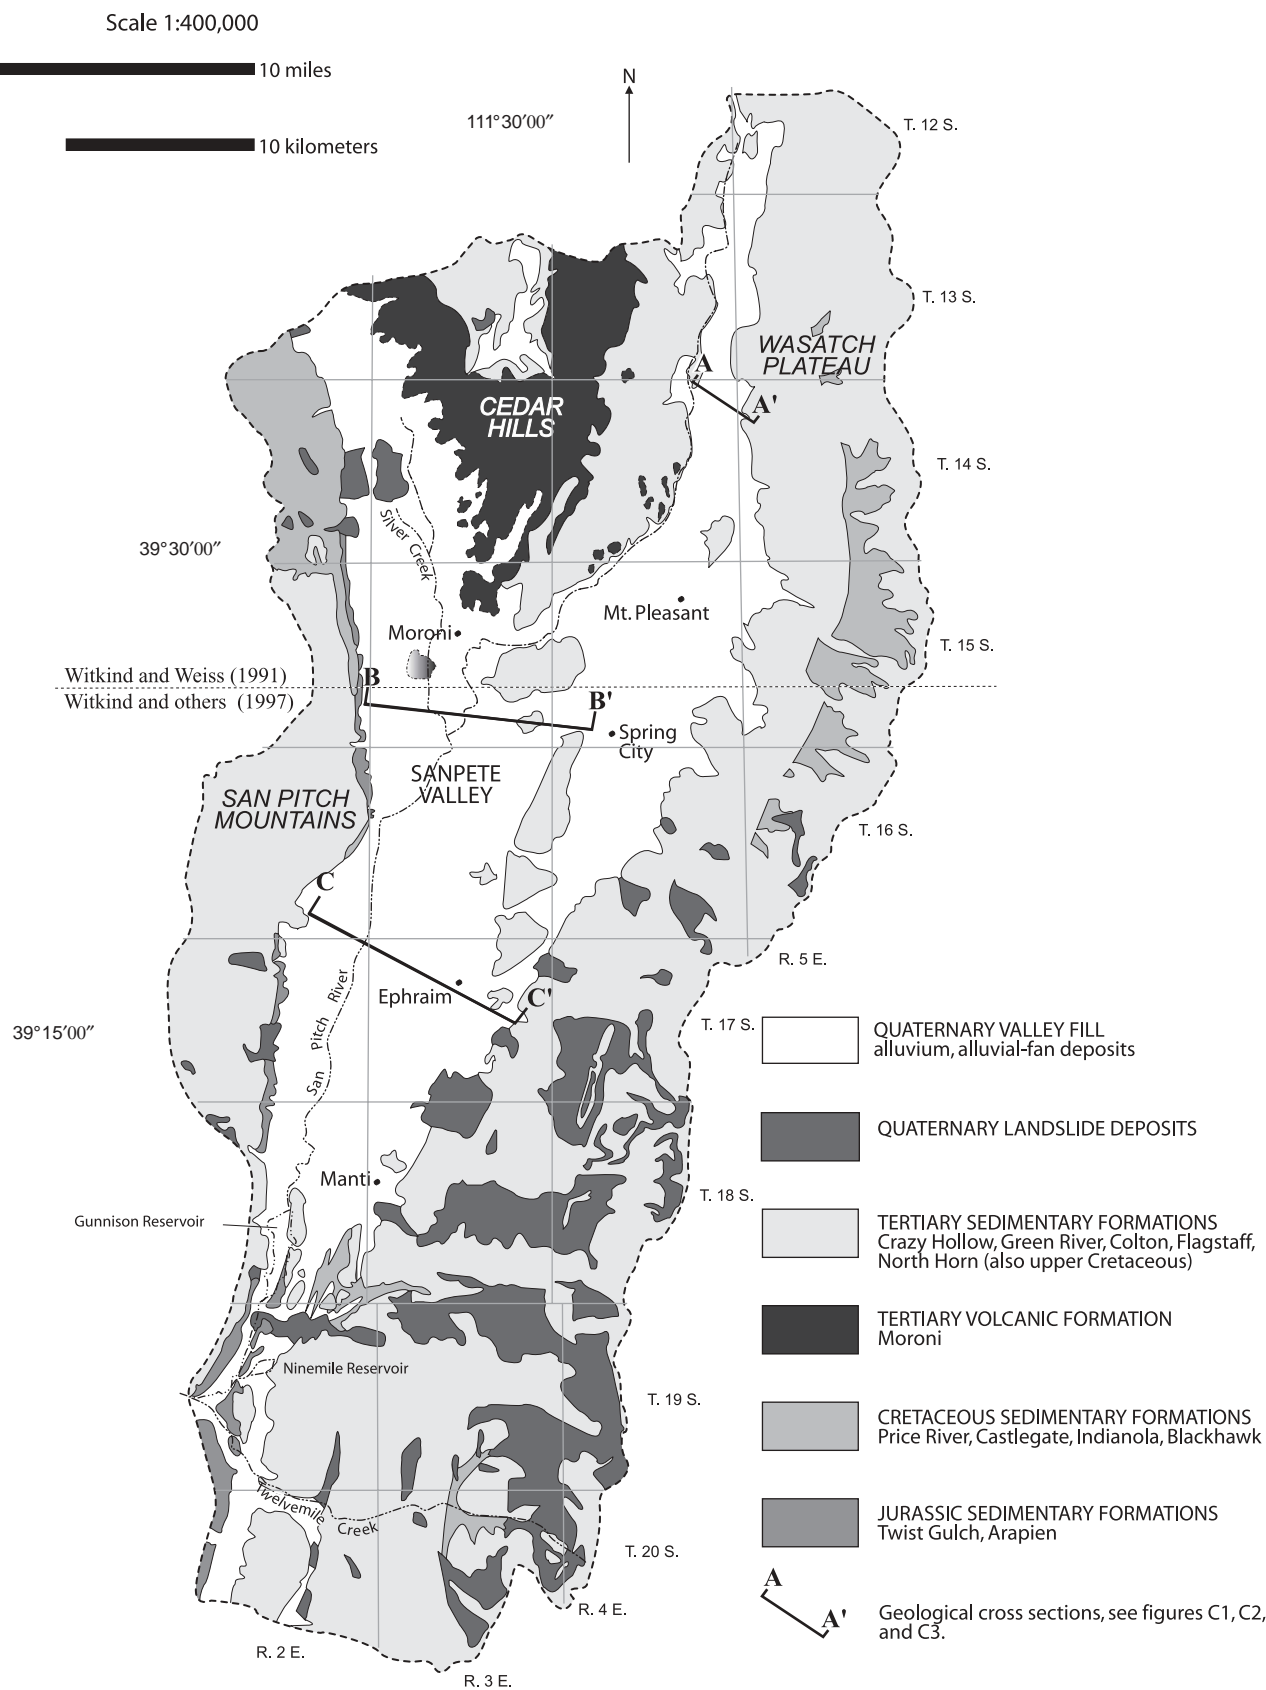 Scale 1:400,000
10 miles
N
111°30′00″
T. 12 S.
10 kilometers
T. 13 S.
WASATCH
PLATEAU
A
A'
CEDAR
HILLS
T. 14 S.
Silver Creek
39°30′00″
Mt. Pleasant
Moroni
T. 15 S.
Witkind and Weiss (1991)
Witkind and others (1997)
B
B'
Spring
City
SANPETE
VALLEY
SAN PITCH
MOUNTAINS
T. 16 S.
C
R. 5 E.
Ephraim
C'
San Pitch River
39°15′00″
T. 17 S.
QUATERNARY VALLEY FILL
alluvium, alluvial-fan deposits
QUATERNARY LANDSLIDE DEPOSITS
Manti
T. 18 S.
Gunnison Reservoir
TERTIARY SEDIMENTARY FORMATIONS
Crazy Hollow, Green River, Colton, Flagstaff,
North Horn (also upper Cretaceous)
TERTIARY VOLCANIC FORMATION
Moroni
Ninemile Reservoir
T. 19 S.
CRETACEOUS SEDIMENTARY FORMATIONS
Price River, Castlegate, Indianola, Blackhawk
Twelvemile
Creek
JURASSIC SEDIMENTARY FORMATIONS
Twist Gulch, Arapien
T. 20 S.
A
A'
Geological cross sections, see figures C1, C2,
and C3.
R. 4 E.
R. 2 E.
R. 3 E.